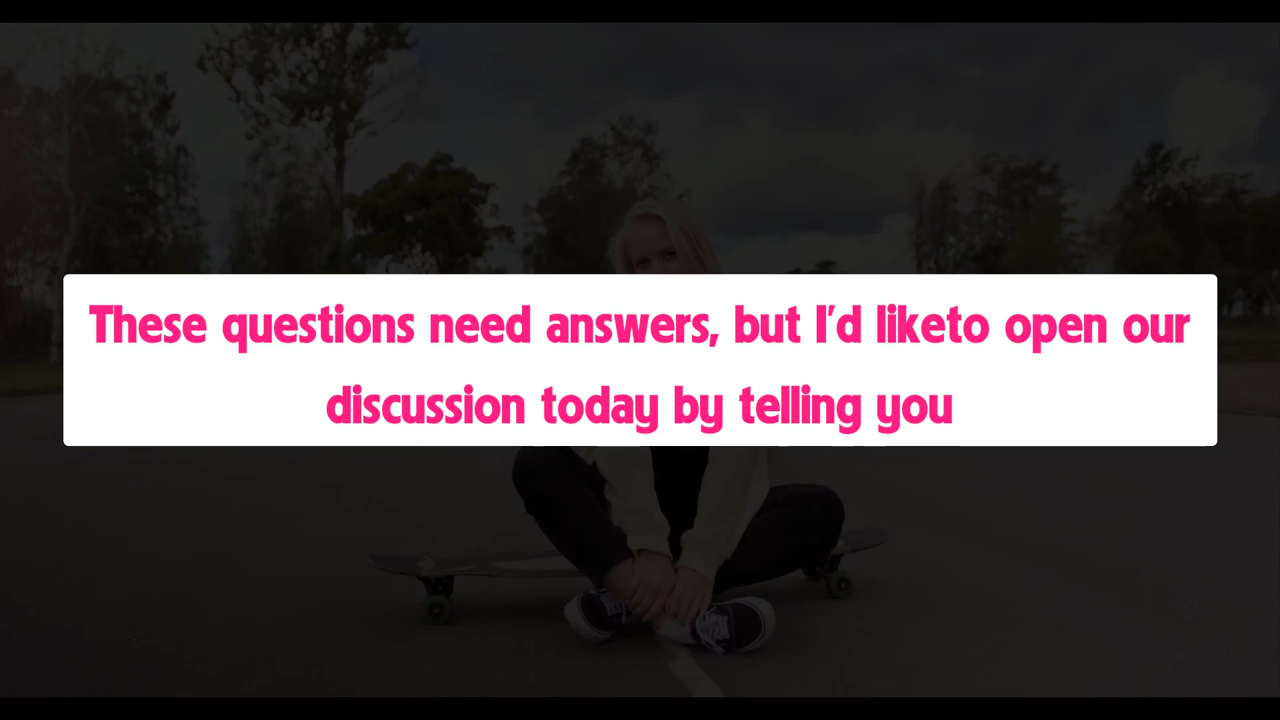 These questions need answers, but I'd liketo open our
discussion today by telling you